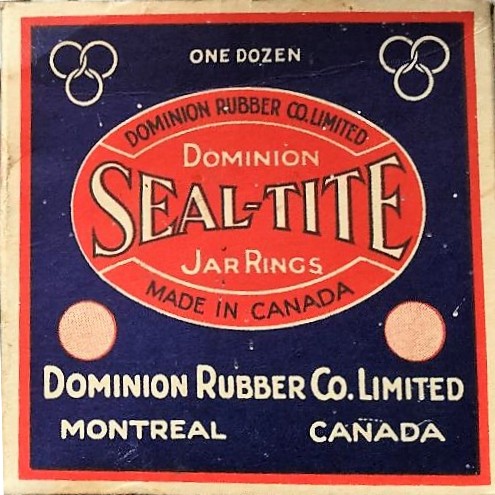 ONE DOZEN
DOMINION RUBBER CO. LIMITED
DOMINION
SEAL-TITE
JAR RINGS
MADE IN CANADA
DOMINION RUBBER CO. LIMITED
MONTREAL CANADA